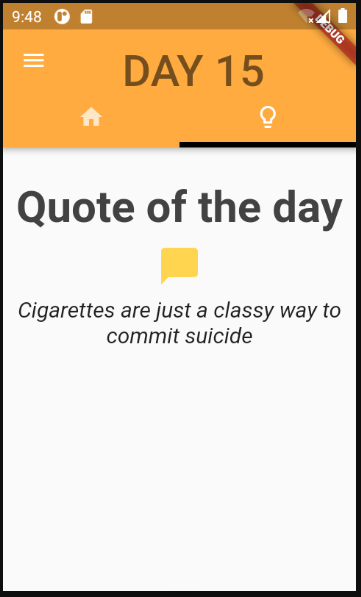 9:48
DEBUG
DAY 15
Quote of the day
Cigarettes are just a classy way to
commit suicide